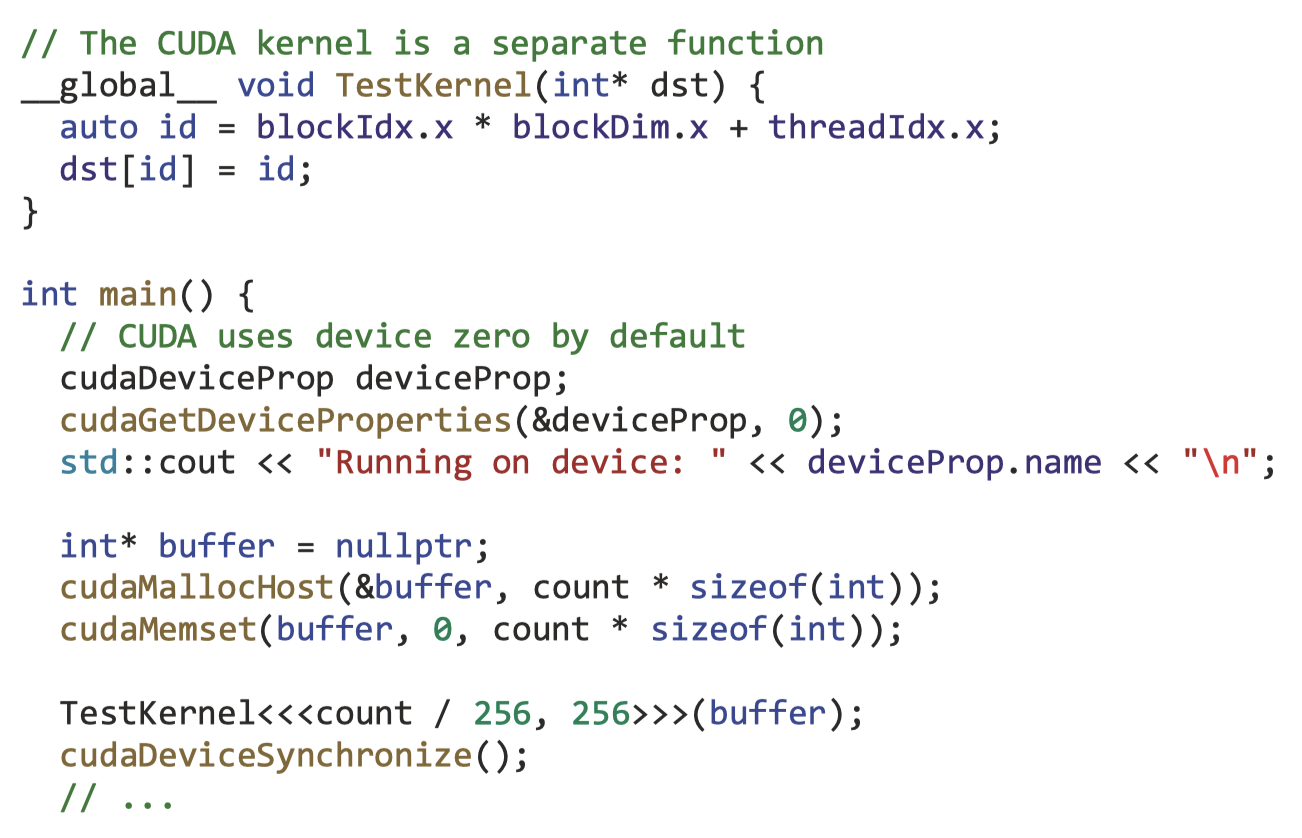 // The CUDA kernel is a separate function
__global__ void TestKernel(int* dst) {
  auto id = blockIdx.x * blockDim.x + threadIdx.x;
  dst[id] = id;
}

int main() {
  // CUDA uses device zero by default
  cudaDeviceProp deviceProp;
  cudaGetDeviceProperties(&deviceProp, 0);
  std::cout << "Running on device: " << deviceProp.name << "\n";

  int* buffer = nullptr;
  cudaMallocHost(&buffer, count * sizeof(int));
  cudaMemset(buffer, 0, count * sizeof(int));

  TestKernel<<<count / 256, 256>>>(buffer);
  cudaDeviceSynchronize();
  // ...